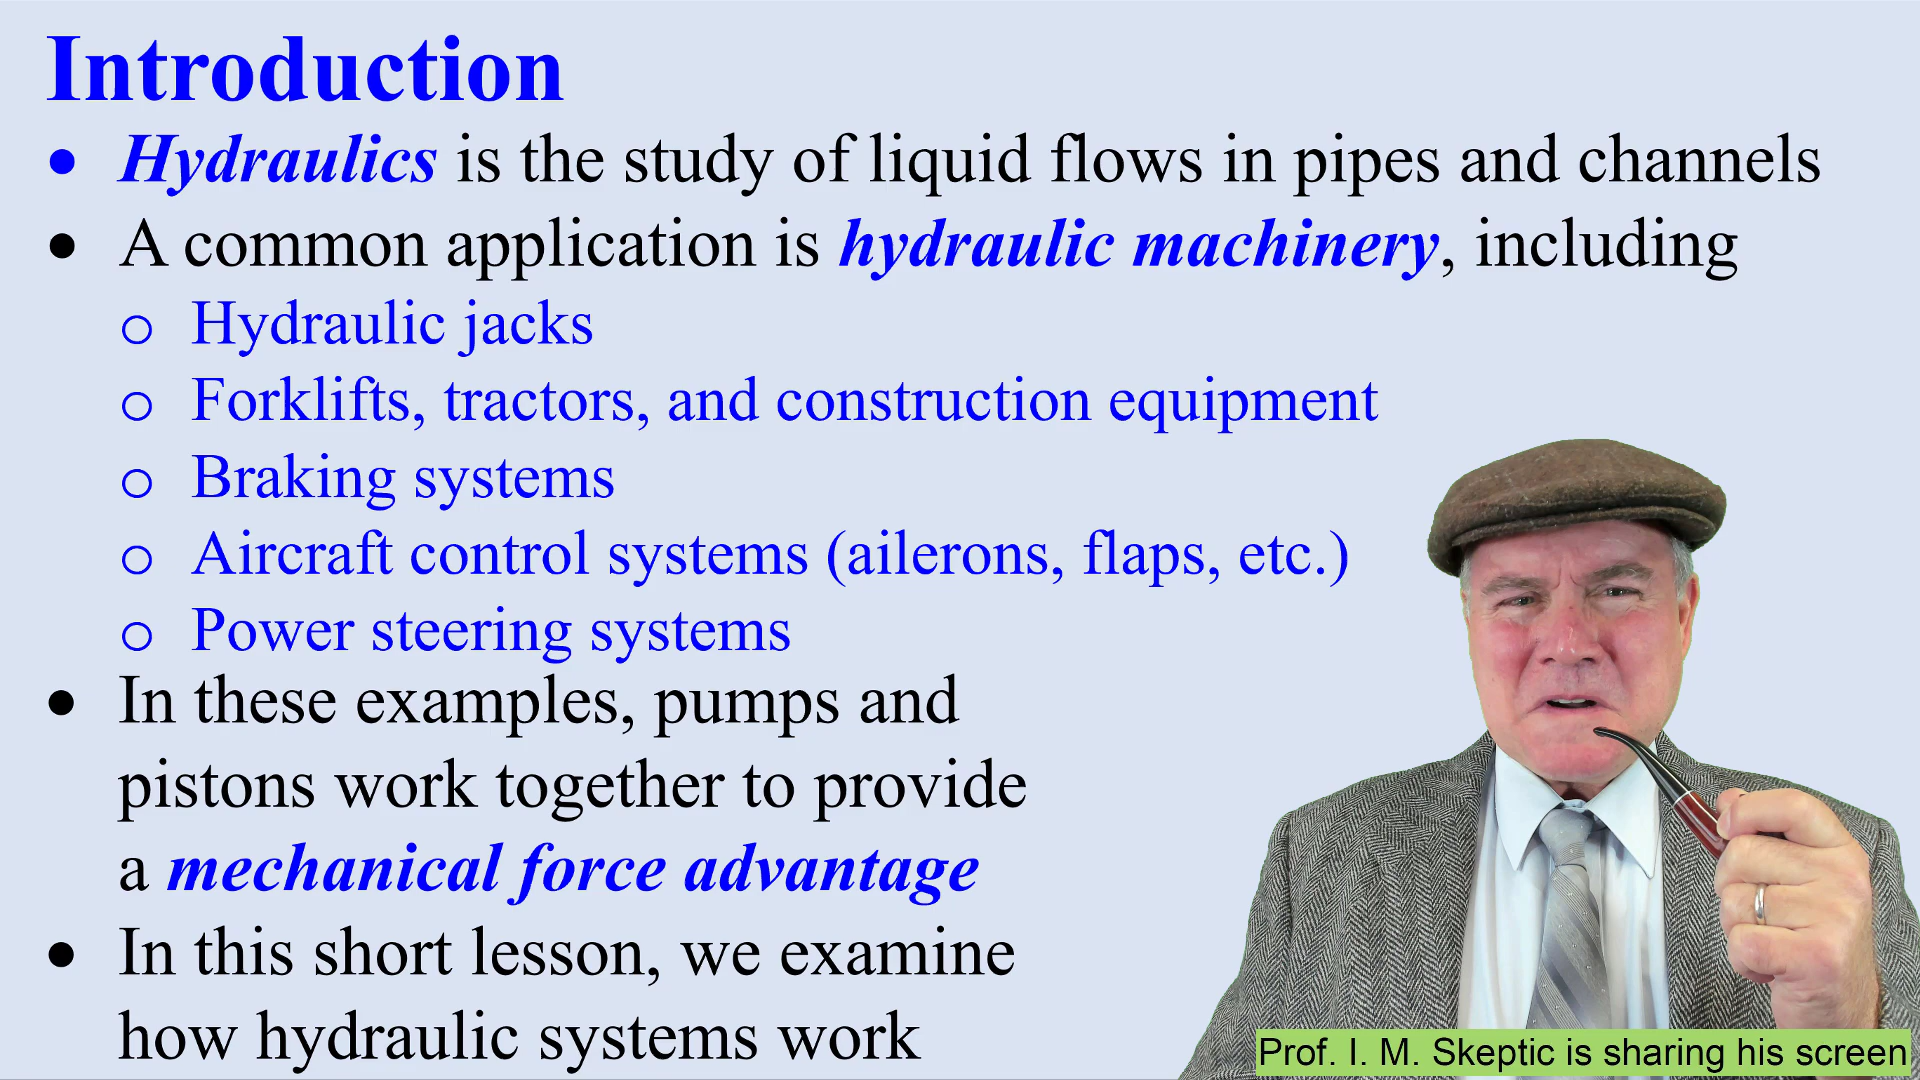 Introduction
• Hydraulics is the study of liquid flows in pipes and channels
• A common application is hydraulic machinery, including
o Hydraulic jacks
o Forklifts, tractors, and construction equipment
o Braking systems
o Aircraft control systems (ailerons, flaps, etc.)
o Power steering systems
• In these examples, pumps and
pistons work together to provide
a mechanical force advantage
• In this short lesson, we examine
how hydraulic systems work
Prof. I. M. Skeptic is sharing his screen